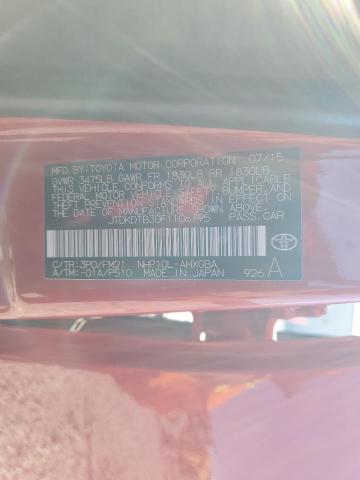 MFD.BY:TOYOTA MOTOR CORPORATION 07/15
GVWR 3475LB GAWR FR 1830LB RR 1830LB
THIS VEHICLE CONFORMS TO ALL APPLICABLE
FEDERAL MOTOR VEHICLE SAFETY, BUMPER, AND
THEFT PREVENTION STANDARDS IN EFFECT ON
THE DATE OF MANUFACTURE SHOWN ABOVE.
JTDKDTB30F1106795 PASS.CAR
C/TR:3P0/FM21 NHP10L-AHXGBA
A/TM:-01A/P510 MADE IN JAPAN 926 A